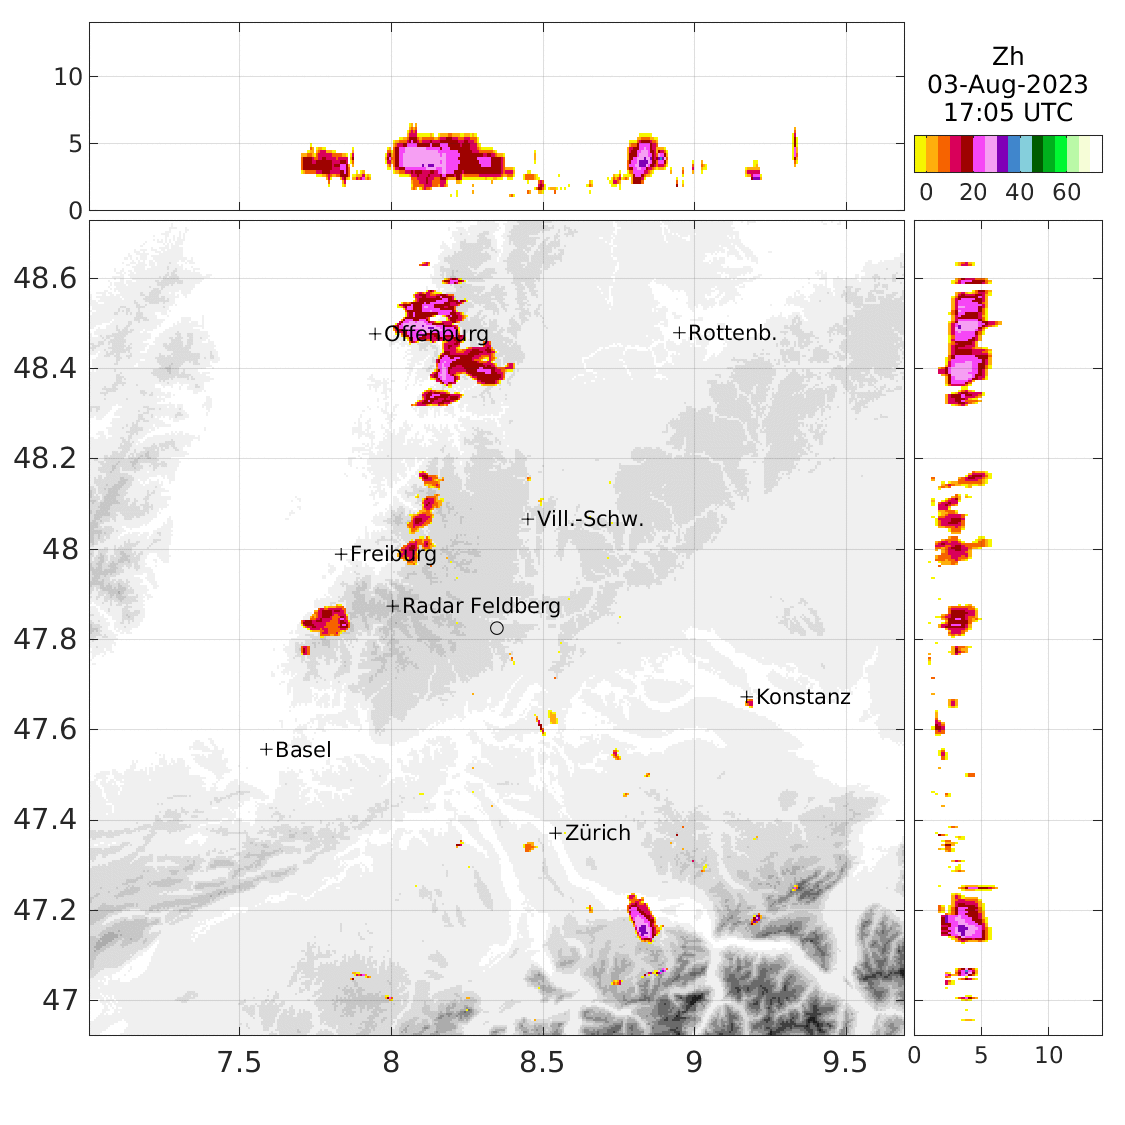 10
5
0
Zh
03-Aug-2023
17:05 UTC
0 20 40 60
48.6
48.4
48.2
48
47.8
47.6
47.4
47.2
47
Offenburg
Rottenb.
Vill.-Schw.
Freiburg
Radar Feldberg
Konstanz
Basel
Zürich
7.5 8 8.5 9 9.5
0 5 10